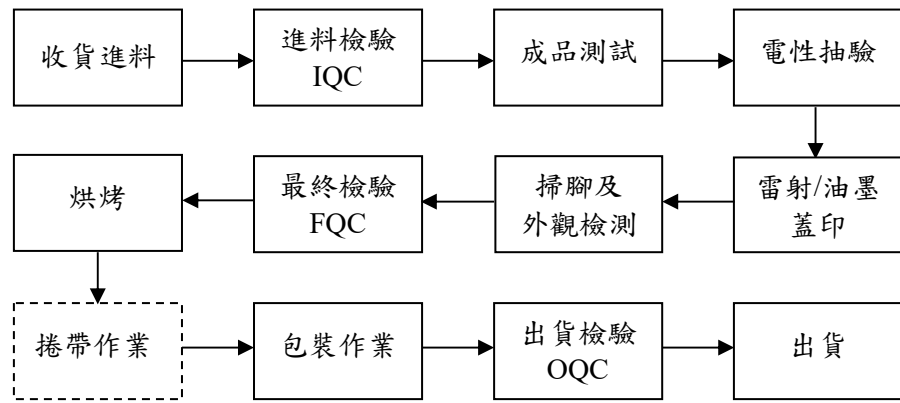 收貨進料
進料檢驗
IQC
成品測試
電性抽驗
雷射/油墨
蓋印
掃腳及
外觀檢測
最終檢驗
FQC
烘烤
捲帶作業
包裝作業
出貨檢驗
OQC
出貨